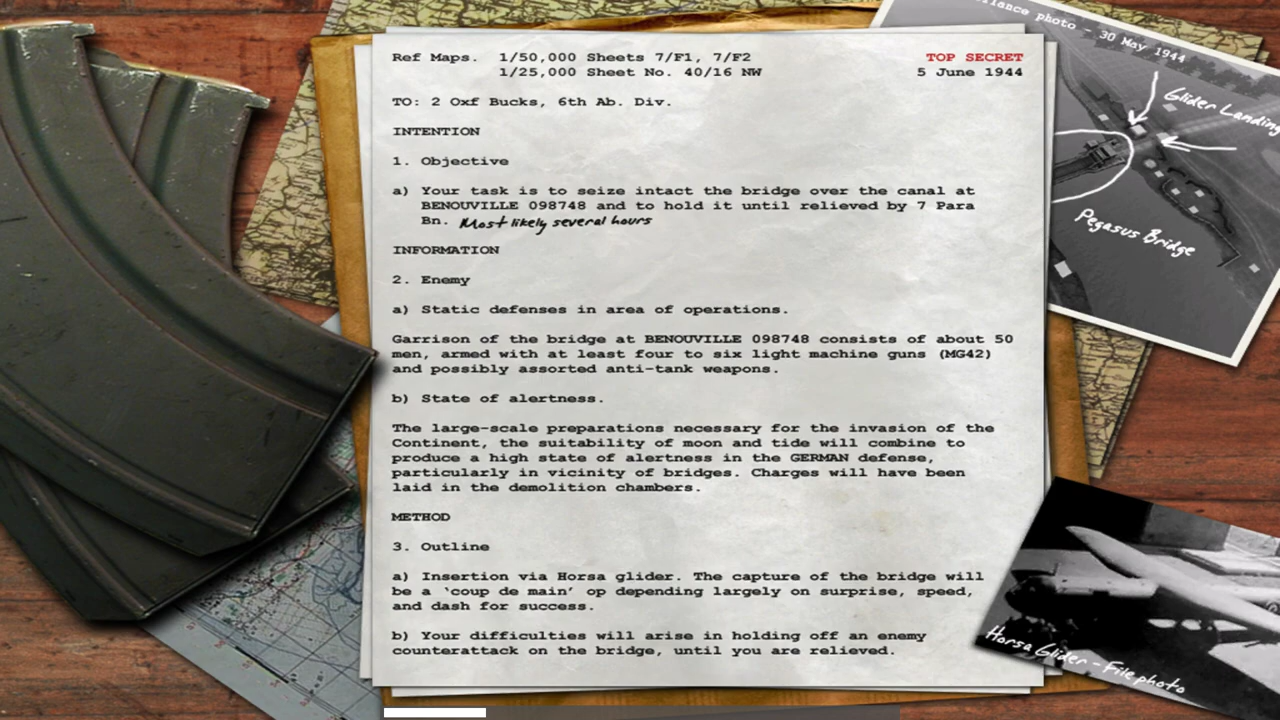 Ref Maps. 1/50,000 Sheets 7/F1, 7/F2
1/25,000 Sheet No. 40/16 NW
TOP SECRET
5 June 1944
TO: 2 Oxf Bucks, 6th Ab. Div.
INTENTION
1. Objective
a) Your task is to seize intact the bridge over the canal at
BENOUVILLE 098748 and to hold it until relieved by 7 Para
Bn. Most likely several hours
INFORMATION
2. Enemy
a) Static defenses in area of operations.
Garrison of the bridge at BENOUVILLE 098748 consists of about 50
men, armed with at least four to six light machine guns (MG42)
and possibly assorted anti-tank weapons.
b) State of alertness.
The large-scale preparations necessary for the invasion of the
Continent, the suitability of moon and tide will combine to
produce a high state of alertness in the GERMAN defense,
particularly in vicinity of bridges. Charges will have been
laid in the demolition chambers.
METHOD
3. Outline
a) Insertion via Horsa glider. The capture of the bridge will
be a 'coup de main' op depending largely on surprise, speed,
and dash for success.
b) Your difficulties will arise in holding off an enemy
counterattack on the bridge, until you are relieved.
photo - 30 May 1944
Glider Landing
Pegasus Bridge
Horsa Glider - File photo